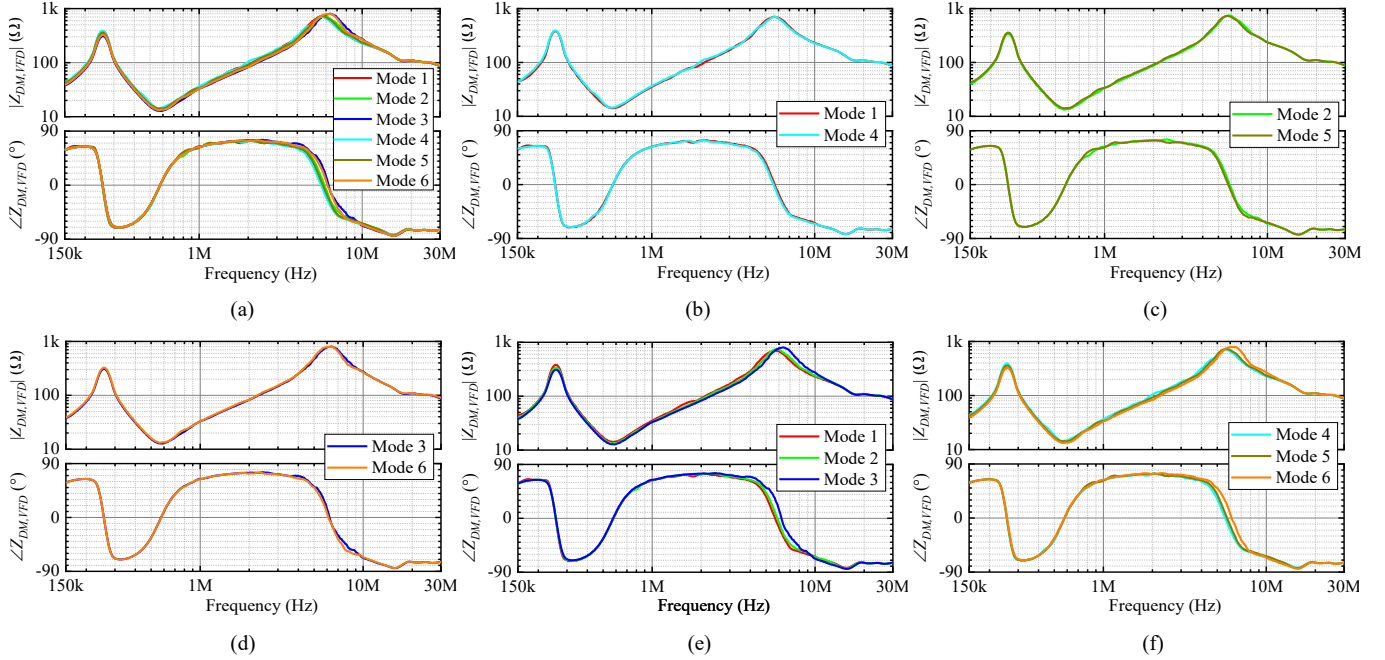 |Z_DM,VFD| (Ω)
1k
100
10
Mode 1
Mode 2
Mode 3
Mode 4
Mode 5
Mode 6
∠Z_DM,VFD (°)
90
0
-90
150k 1M 10M 30M
Frequency (Hz)
(a)
|Z_DM,VFD| (Ω)
1k
100
10
Mode 1
Mode 4
∠Z_DM,VFD (°)
90
0
-90
150k 1M 10M 30M
Frequency (Hz)
(b)
|Z_DM,VFD| (Ω)
1k
100
10
Mode 2
Mode 5
∠Z_DM,VFD (°)
90
0
-90
150k 1M 10M 30M
Frequency (Hz)
(c)
|Z_DM,VFD| (Ω)
1k
100
10
Mode 3
Mode 6
∠Z_DM,VFD (°)
90
0
-90
150k 1M 10M 30M
Frequency (Hz)
(d)
|Z_DM,VFD| (Ω)
1k
100
10
Mode 1
Mode 2
Mode 3
∠Z_DM,VFD (°)
90
0
-90
150k 1M 10M 30M
Frequency (Hz)
(e)
|Z_DM,VFD| (Ω)
1k
100
10
Mode 4
Mode 5
Mode 6
∠Z_DM,VFD (°)
90
0
-90
150k 1M 10M 30M
Frequency (Hz)
(f)